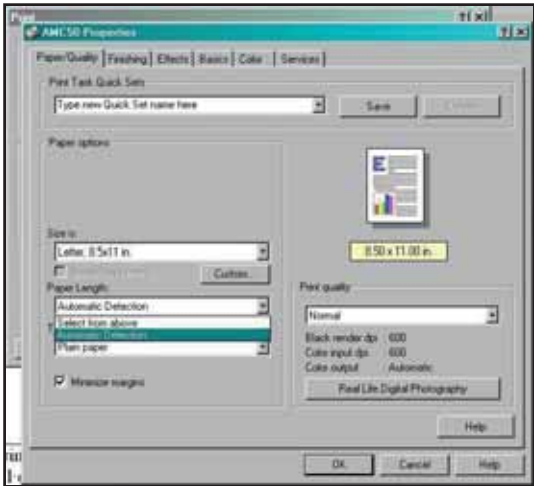 Print
AMC50 Properties
Paper/Quality
Finishing
Effects
Basics
Color
Services
Print Task Quick Sets
Type new Quick Set name here
Save
Paper options
Size is:
Letter, 8.5x11 in.
Custom...
8.50 x 11.00 in.
Paper Length:
Automatic Detection
Select from above
Automatic Detection
Plain paper
Minimize margins
Print quality
Normal
Black render dpi 600
Color input dpi 600
Color output Automatic
Real Life Digital Photography
Help
OK
Cancel
Help